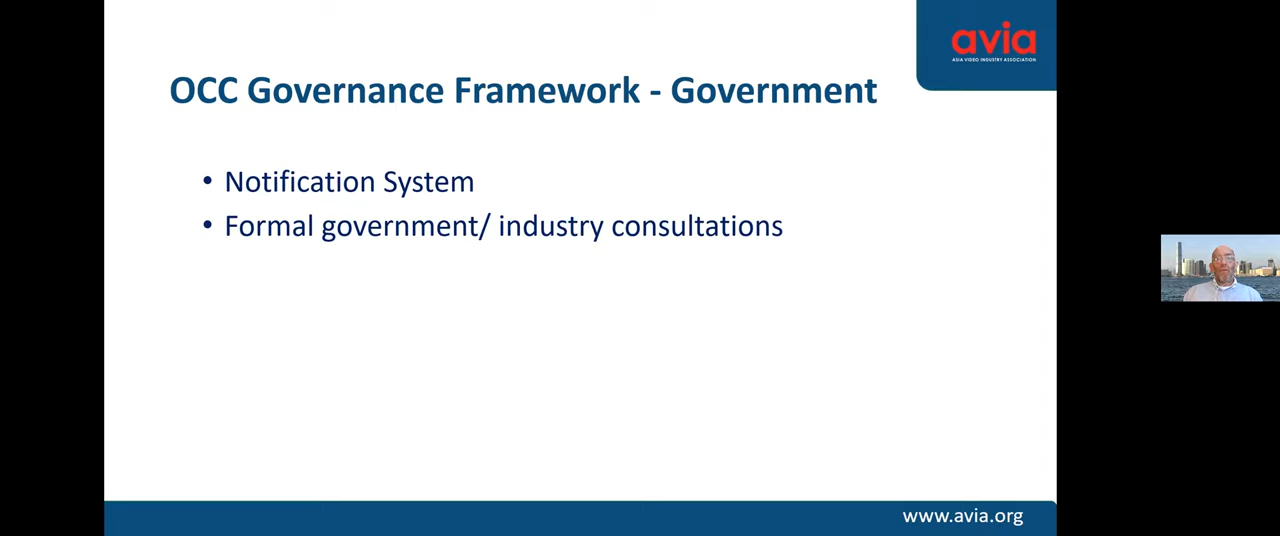 avia
ASIA VIDEO INDUSTRY ASSOCIATION
OCC Governance Framework - Government
• Notification System
• Formal government/ industry consultations
www.avia.org